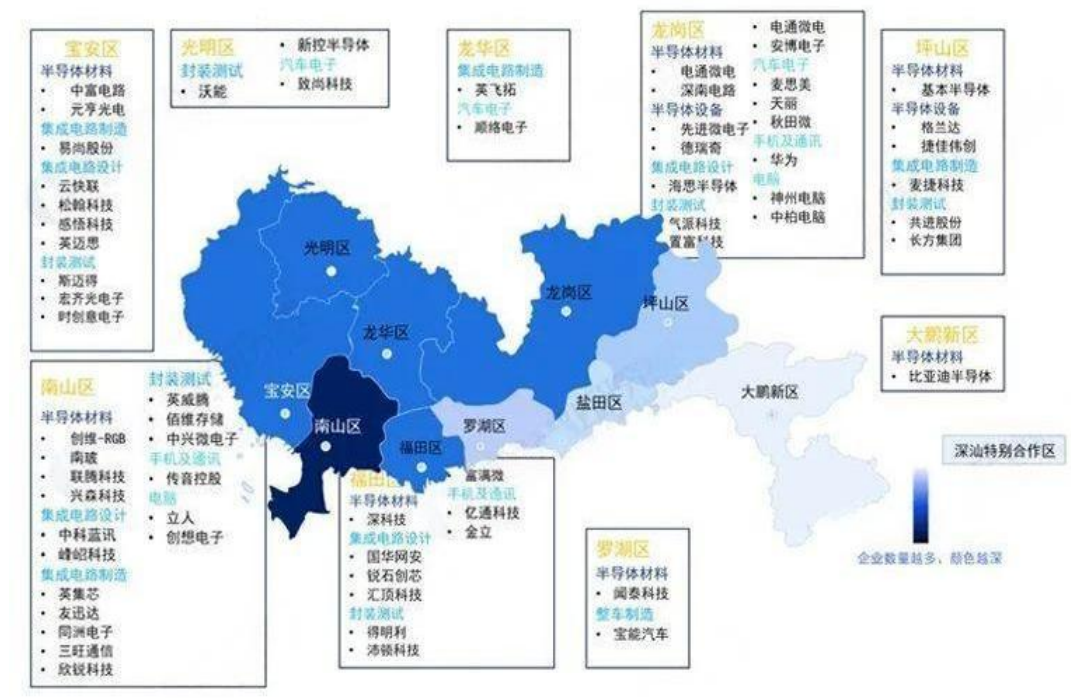 宝安区
半导体材料
• 中富电路
• 元亨光电
集成电路制造
• 易尚股份
集成电路设计
• 云快联
• 松翰科技
• 感悟科技
• 英迈思
封装测试
• 斯迈得
• 宏齐光电子
• 时创意电子
光明区
封装测试
• 沃能
• 新控半导体
汽车电子
• 致尚科技
龙华区
集成电路制造
• 英飞拓
汽车电子
• 顺络电子
龙岗区
半导体材料
• 电通微电
• 深南电路
半导体设备
• 先进微电子
• 德瑞奇
集成电路设计
• 海思半导体
封装测试
气派科技
置富科技
• 电通微电
• 安博电子
汽车电子
• 麦思美
• 天丽
• 秋田微
手机及通讯
• 华为
电脑
• 神州电脑
• 中柏电脑
坪山区
半导体材料
• 基本半导体
半导体设备
• 格兰达
• 捷佳伟创
集成电路制造
• 麦捷科技
封装测试
• 共进股份
• 长方集团
大鹏新区
半导体材料
• 比亚迪半导体
光明区
龙华区
龙岗区
坪山区
宝安区
南山区
福田区
罗湖区
盐田区
大鹏新区
南山区
半导体材料
• 创维-RGB
• 南玻
• 联腾科技
• 兴森科技
集成电路设计
• 中科蓝讯
• 峰岹科技
集成电路制造
• 英集芯
• 友迅达
• 同洲电子
• 三旺通信
• 欣锐科技
封装测试
• 英威腾
• 佰维存储
• 中兴微电子
手机及通讯
• 传音控股
电脑
• 立人
• 创想电子
福田区
半导体材料
• 深科技
集成电路设计
• 国华网安
• 锐石创芯
• 汇顶科技
封装测试
• 得明利
• 沛顿科技
富满微
手机及通讯
• 亿通科技
• 金立
罗湖区
半导体材料
• 闻泰科技
整车制造
• 宝能汽车
深汕特别合作区
企业数量越多、颜色越深